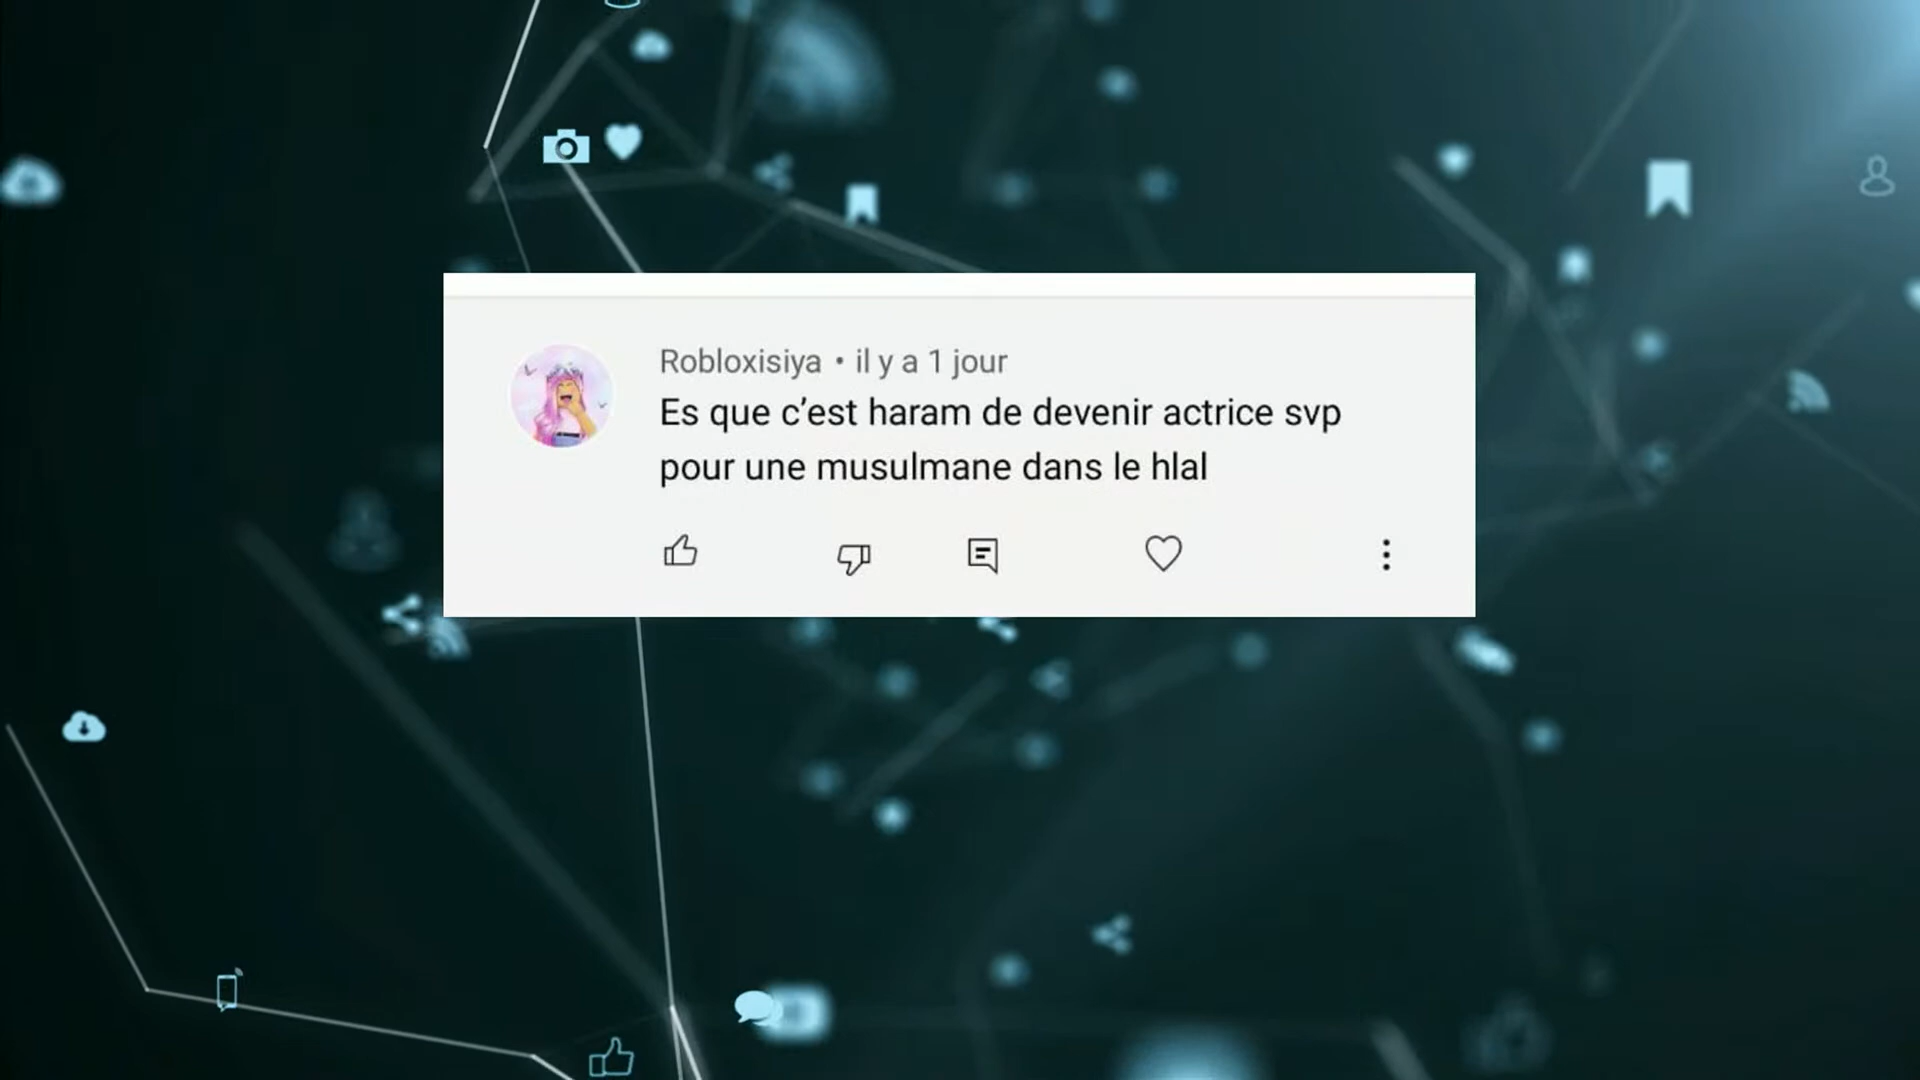 Robloxisiya • il y a 1 jour
Es que c’est haram de devenir actrice svp
pour une musulmane dans le hlal